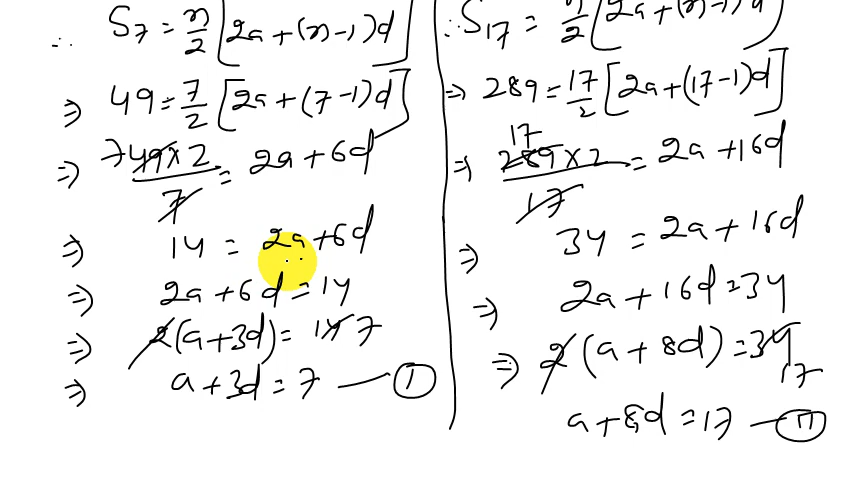 ∴ S₇ = n/2 [2a + (n-1)d]
⇒ 49 = 7/2 [2a + (7-1)d]
⇒ 7 49×2 / 7 = 2a + 6d
⇒ 14 = 2a + 6d
⇒ 2a + 6d = 14
⇒ 2(a + 3d) = 14 7
⇒ a + 3d = 7 — ①
∴ S₁₇ = n/2 [2a + (n-1)d]
⇒ 289 = 17/2 [2a + (17-1)d]
⇒ 17 289×2 / 17 = 2a + 16d
⇒ 34 = 2a + 16d
⇒ 2a + 16d = 34
⇒ 2(a + 8d) = 34 17
a + 8d = 17 — ⑪